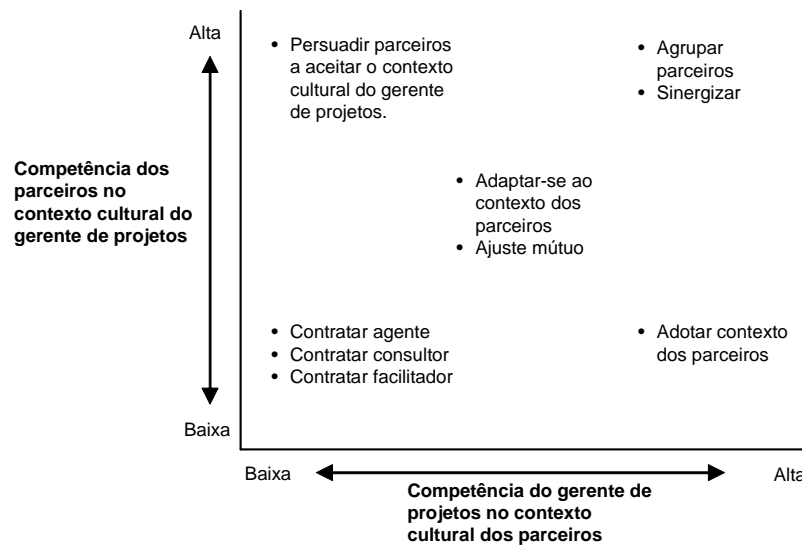 Alta
• Persuadir parceiros
a aceitar o contexto
cultural do gerente
de projetos.
• Agrupar
parceiros
• Sinergizar
Competência dos
parceiros no
contexto cultural do
gerente de projetos
• Adaptar-se ao
contexto dos
parceiros
• Ajuste mútuo
• Contratar agente
• Contratar consultor
• Contratar facilitador
• Adotar contexto
dos parceiros
Baixa
Baixa
Alta
Competência do gerente de
projetos no contexto
cultural dos parceiros